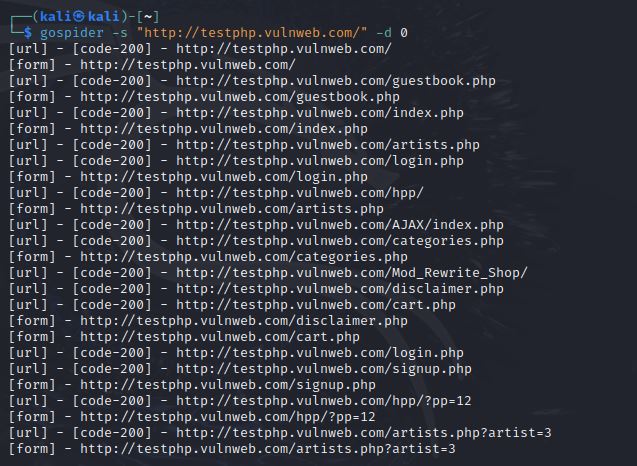 ┌──(kali㉿kali)-[~]
└─$ gospider -s "http://testphp.vulnweb.com/" -d 0
[url] - [code-200] - http://testphp.vulnweb.com/
[form] - http://testphp.vulnweb.com/
[url] - [code-200] - http://testphp.vulnweb.com/guestbook.php
[form] - http://testphp.vulnweb.com/guestbook.php
[url] - [code-200] - http://testphp.vulnweb.com/index.php
[form] - http://testphp.vulnweb.com/index.php
[url] - [code-200] - http://testphp.vulnweb.com/artists.php
[url] - [code-200] - http://testphp.vulnweb.com/login.php
[form] - http://testphp.vulnweb.com/login.php
[url] - [code-200] - http://testphp.vulnweb.com/hpp/
[form] - http://testphp.vulnweb.com/artists.php
[url] - [code-200] - http://testphp.vulnweb.com/AJAX/index.php
[url] - [code-200] - http://testphp.vulnweb.com/categories.php
[form] - http://testphp.vulnweb.com/categories.php
[url] - [code-200] - http://testphp.vulnweb.com/Mod_Rewrite_Shop/
[url] - [code-200] - http://testphp.vulnweb.com/disclaimer.php
[url] - [code-200] - http://testphp.vulnweb.com/cart.php
[form] - http://testphp.vulnweb.com/disclaimer.php
[form] - http://testphp.vulnweb.com/cart.php
[url] - [code-200] - http://testphp.vulnweb.com/login.php
[url] - [code-200] - http://testphp.vulnweb.com/signup.php
[form] - http://testphp.vulnweb.com/signup.php
[url] - [code-200] - http://testphp.vulnweb.com/hpp/?pp=12
[form] - http://testphp.vulnweb.com/hpp/?pp=12
[url] - [code-200] - http://testphp.vulnweb.com/artists.php?artist=3
[form] - http://testphp.vulnweb.com/artists.php?artist=3